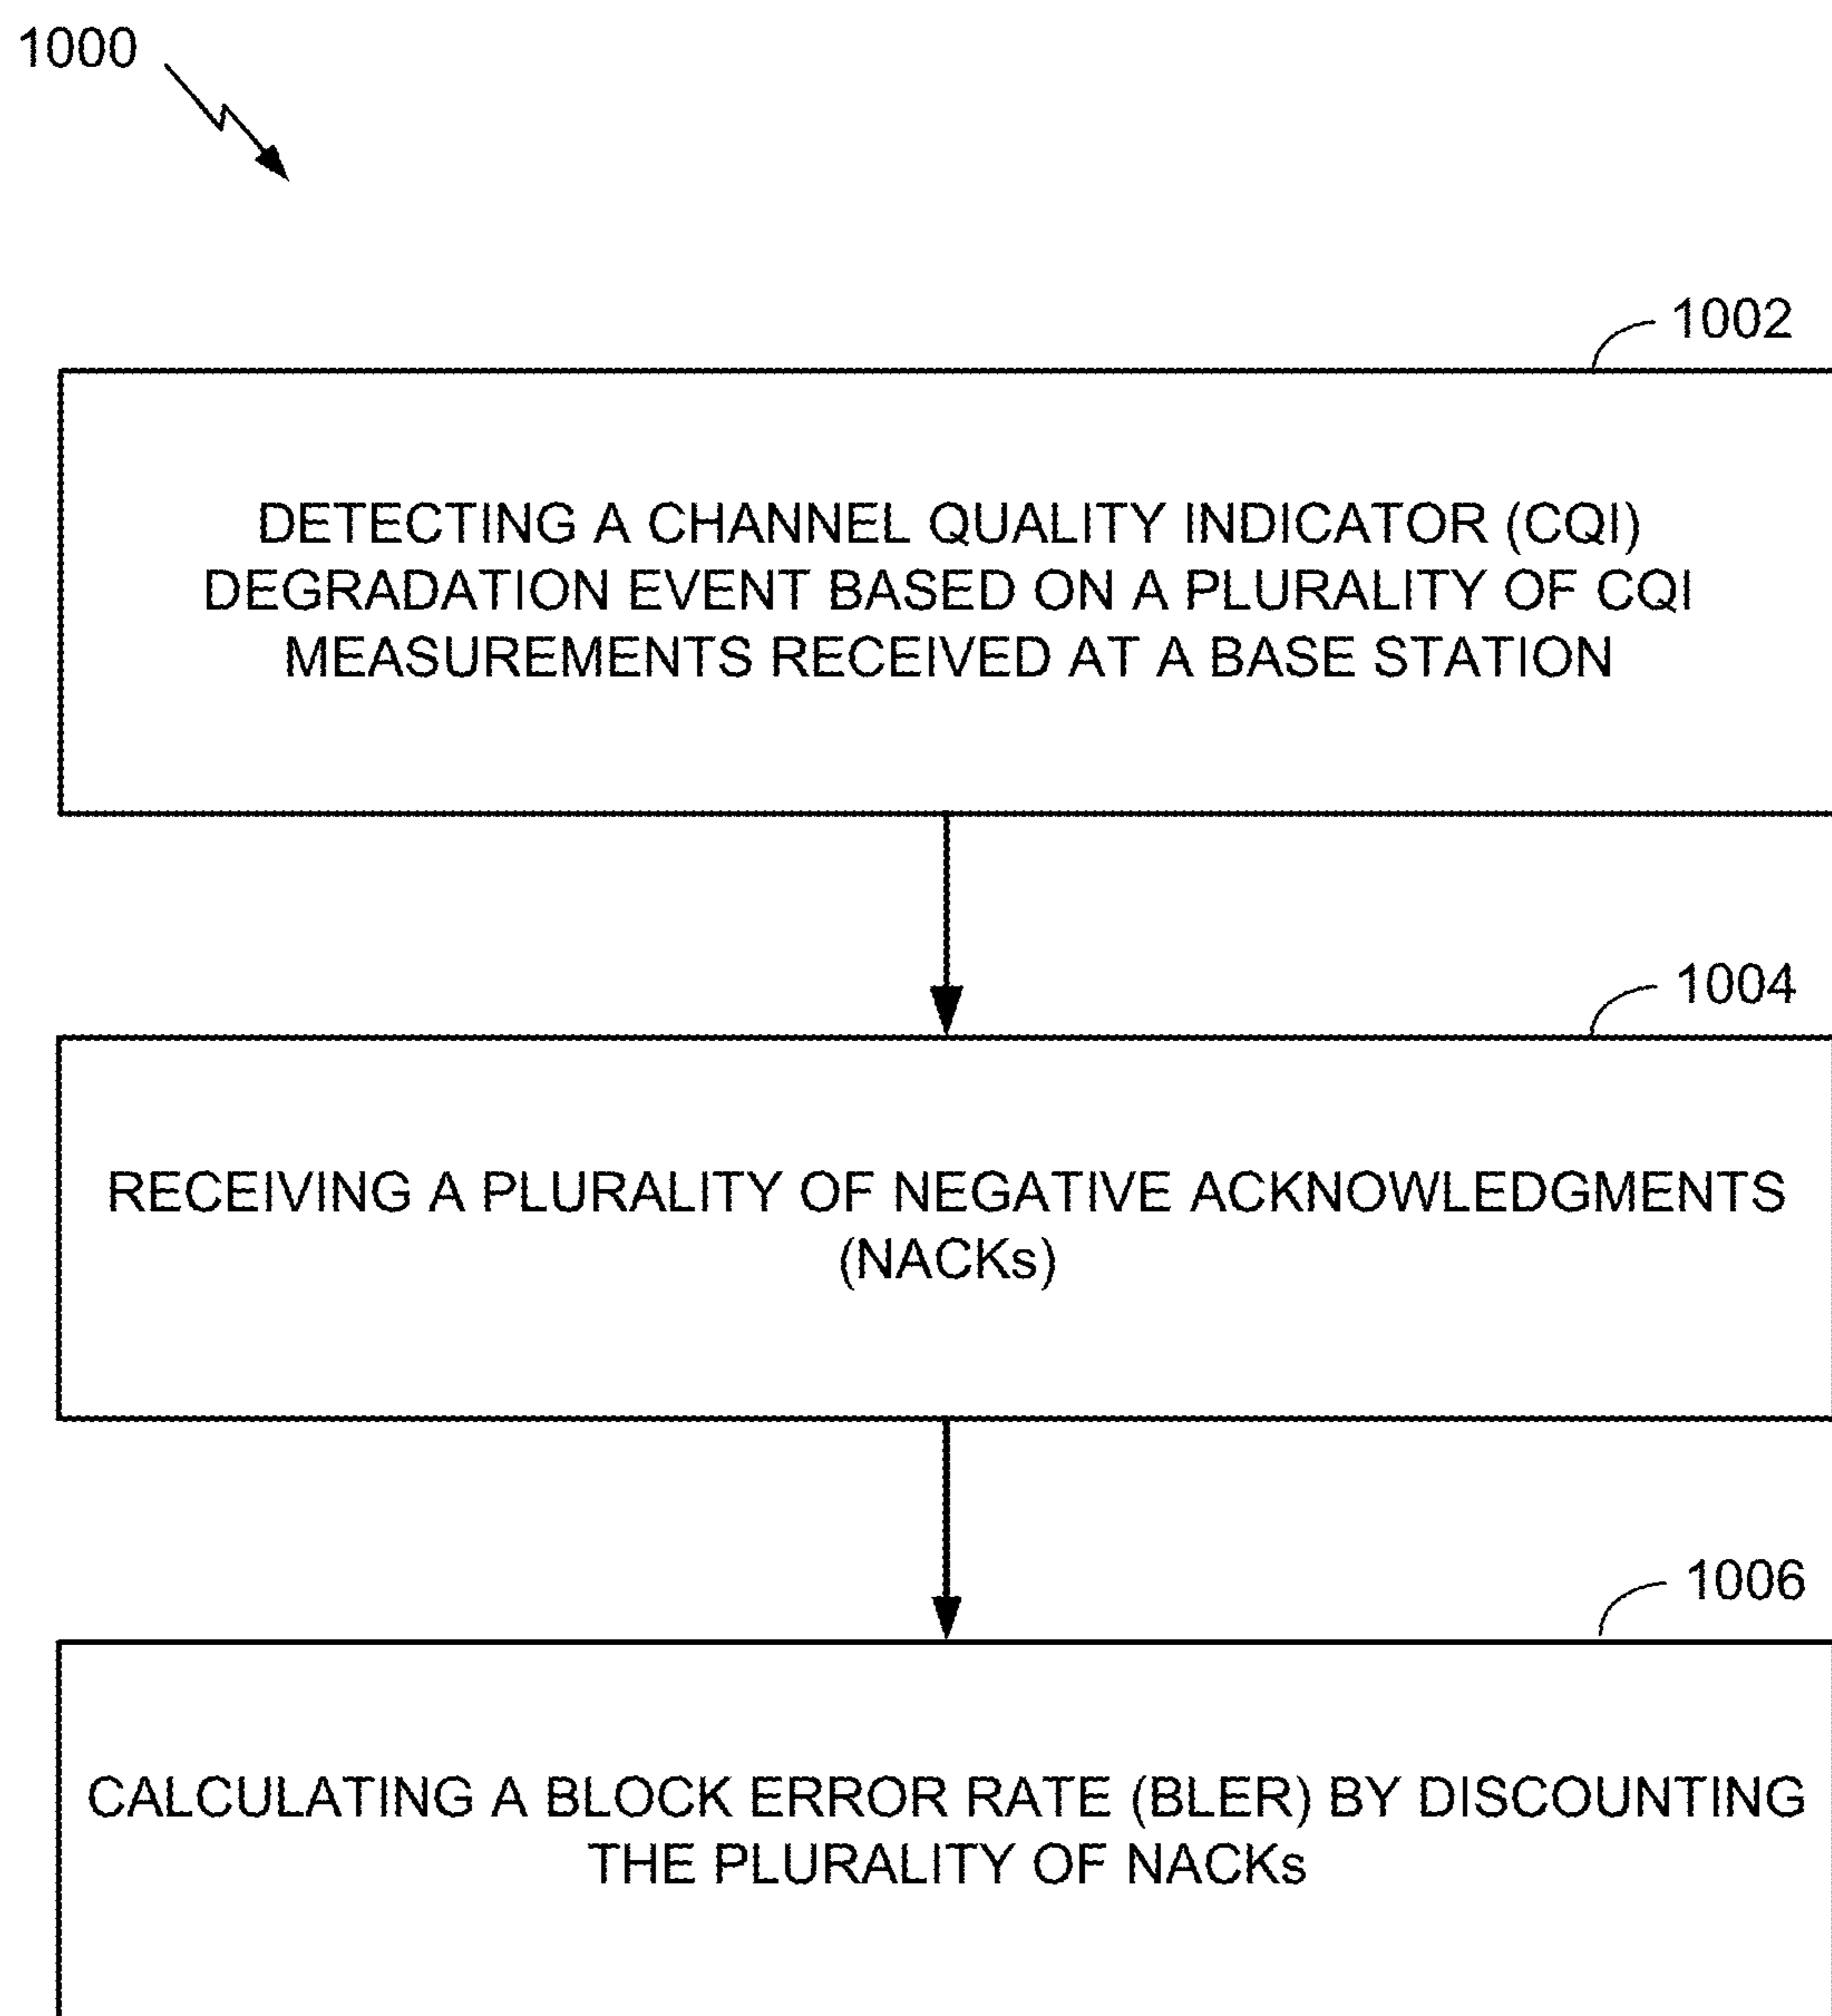 1000
1002
DETECTING A CHANNEL QUALITY INDICATOR (CQI)
DEGRADATION EVENT BASED ON A PLURALITY OF CQI
MEASUREMENTS RECEIVED AT A BASE STATION
1004
RECEIVING A PLURALITY OF NEGATIVE ACKNOWLEDGMENTS
(NACKs)
1006
CALCULATING A BLOCK ERROR RATE (BLER) BY DISCOUNTING
THE PLURALITY OF NACKs